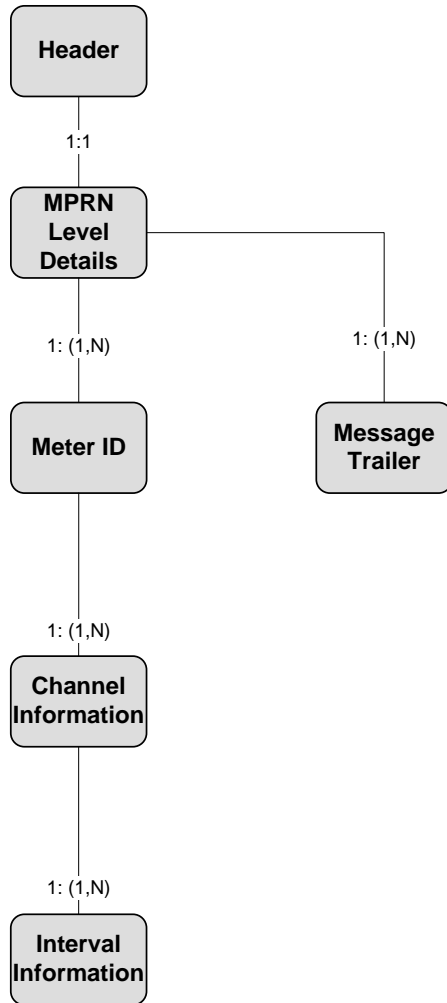 Header
1:1
MPRN
Level
Details
1: (1,N)
1: (1,N)
Meter ID
Message
Trailer
1: (1,N)
Channel
Information
1: (1,N)
Interval
Information